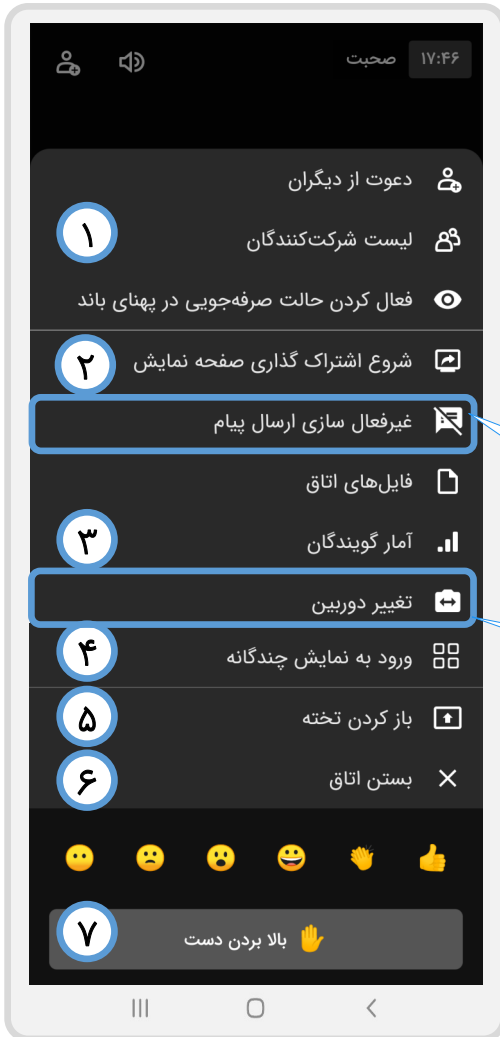 ۱۷:۴۶ صحبت
دعوت از دیگران
لیست شرکت‌کنندگان ۱
فعال کردن حالت صرفه‌جویی در پهنای باند
شروع اشتراک گذاری صفحه نمایش ۲
غیرفعال سازی ارسال پیام
فایل‌های اتاق
آمار گویندگان ۳
تغییر دوربین
ورود به نمایش چندگانه ۴
باز کردن تخته ۵
بستن اتاق ۶
بالا بردن دست ۷